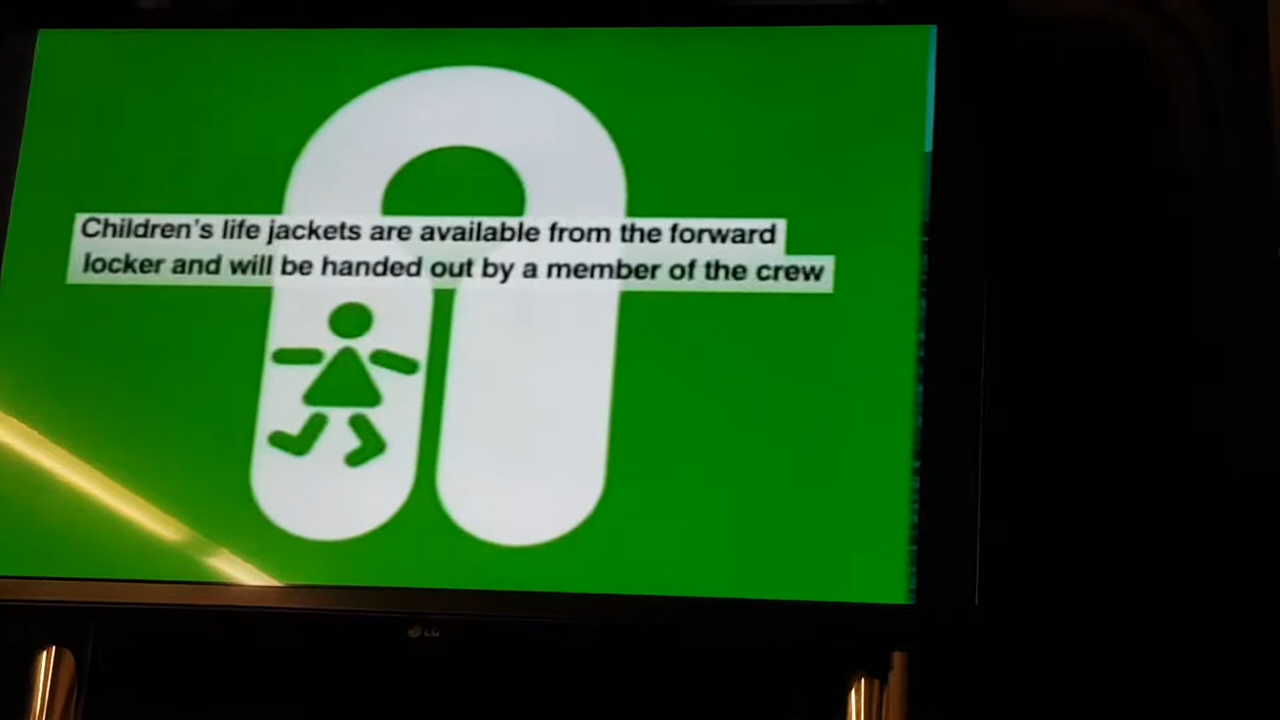 Children's life jackets are available from the forward
locker and will be handed out by a member of the crew
LG